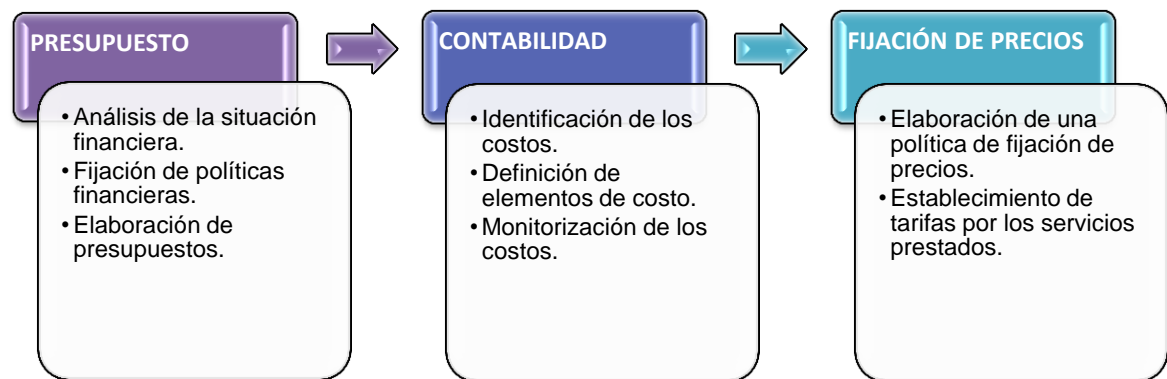 PRESUPUESTO
• Análisis de la situación
financiera.
• Fijación de políticas
financieras.
• Elaboración de
presupuestos.
CONTABILIDAD
• Identificación de los
costos.
• Definición de
elementos de costo.
• Monitorización de los
costos.
FIJACIÓN DE PRECIOS
• Elaboración de una
política de fijación de
precios.
• Establecimiento de
tarifas por los servicios
prestados.